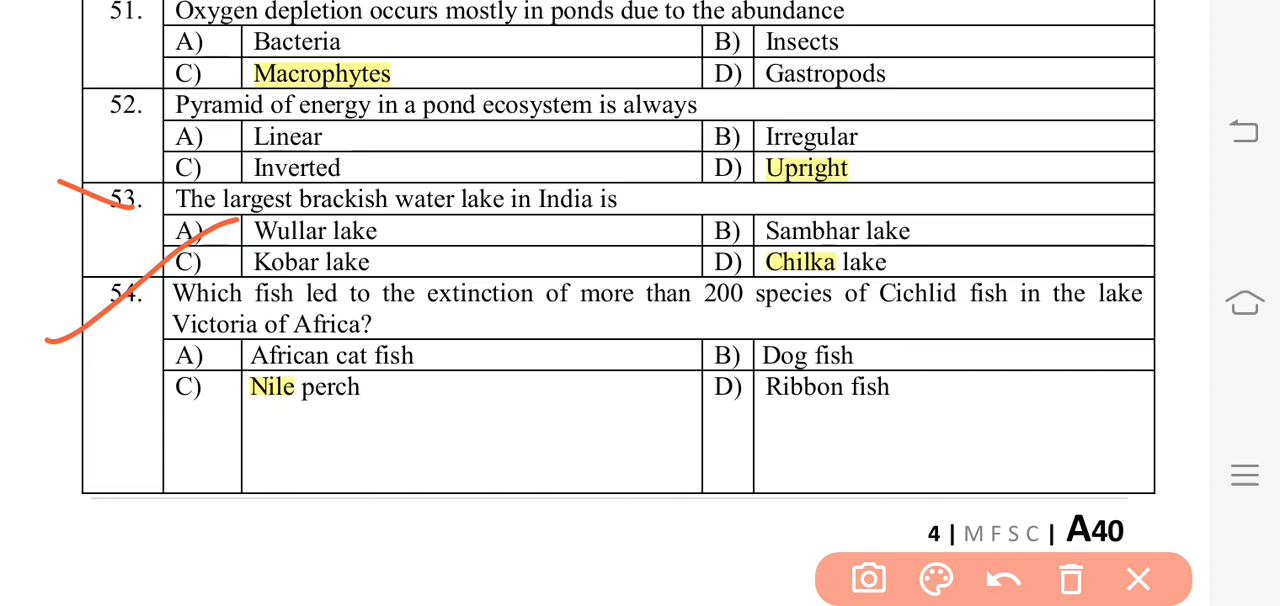 51. Oxygen depletion occurs mostly in ponds due to the abundance
A) Bacteria B) Insects
C) Macrophytes D) Gastropods
52. Pyramid of energy in a pond ecosystem is always
A) Linear B) Irregular
C) Inverted D) Upright
53. The largest brackish water lake in India is
A) Wullar lake B) Sambhar lake
C) Kobar lake D) Chilka lake
54. Which fish led to the extinction of more than 200 species of Cichlid fish in the lake
Victoria of Africa?
A) African cat fish B) Dog fish
C) Nile perch D) Ribbon fish
4 | M F S C | A40